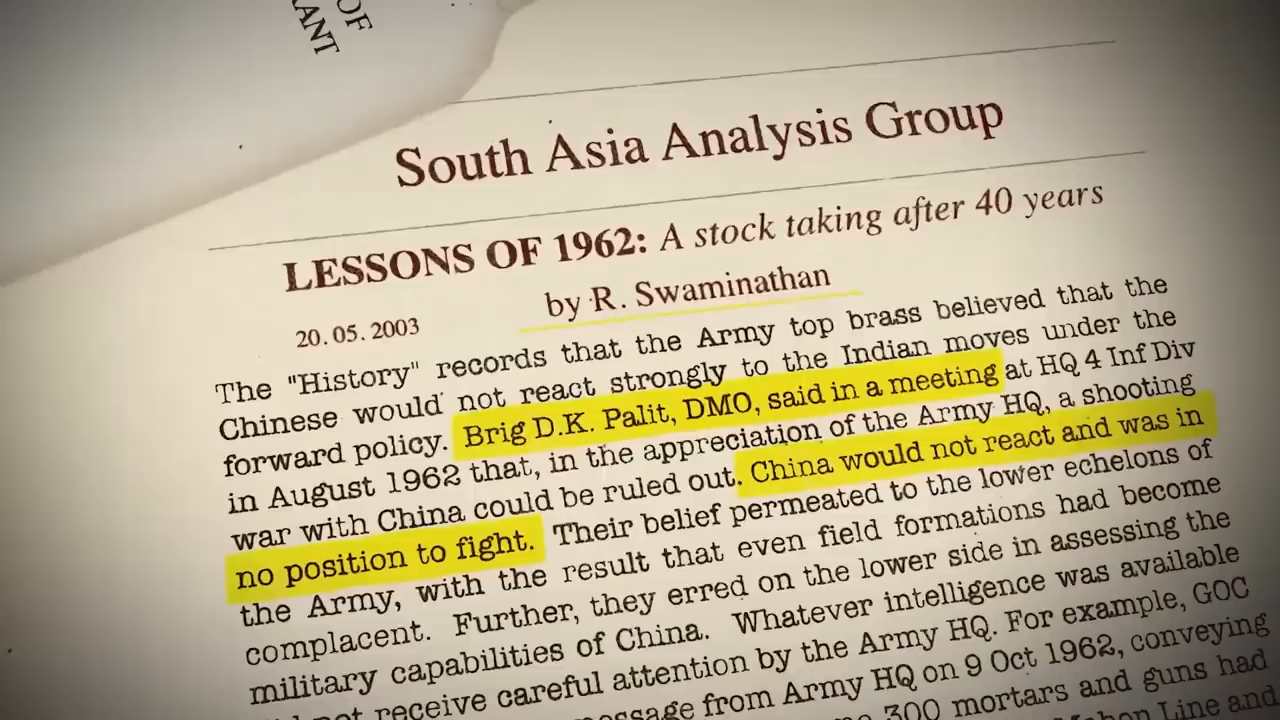 OF
RANT
South Asia Analysis Group
LESSONS OF 1962: A stock taking after 40 years
by R. Swaminathan
20.05.2003
The "History" records that the Army top brass believed that the
Chinese would not react strongly to the Indian moves under the
forward policy. Brig D.K. Palit, DMO, said in a meeting at HQ 4 Inf Div
in August 1962 that, in the appreciation of the Army HQ, a shooting
war with China could be ruled out. China would not react and was in
no position to fight. Their belief permeated to the lower echelons of
the Army, with the result that even field formations had become
complacent. Further, they erred on the lower side in assessing the
military capabilities of China. Whatever intelligence was available
not receive careful attention by the Army HQ. For example, GOC
message from Army HQ on 9 Oct 1962, conveying
300 mortars and guns had
Line and